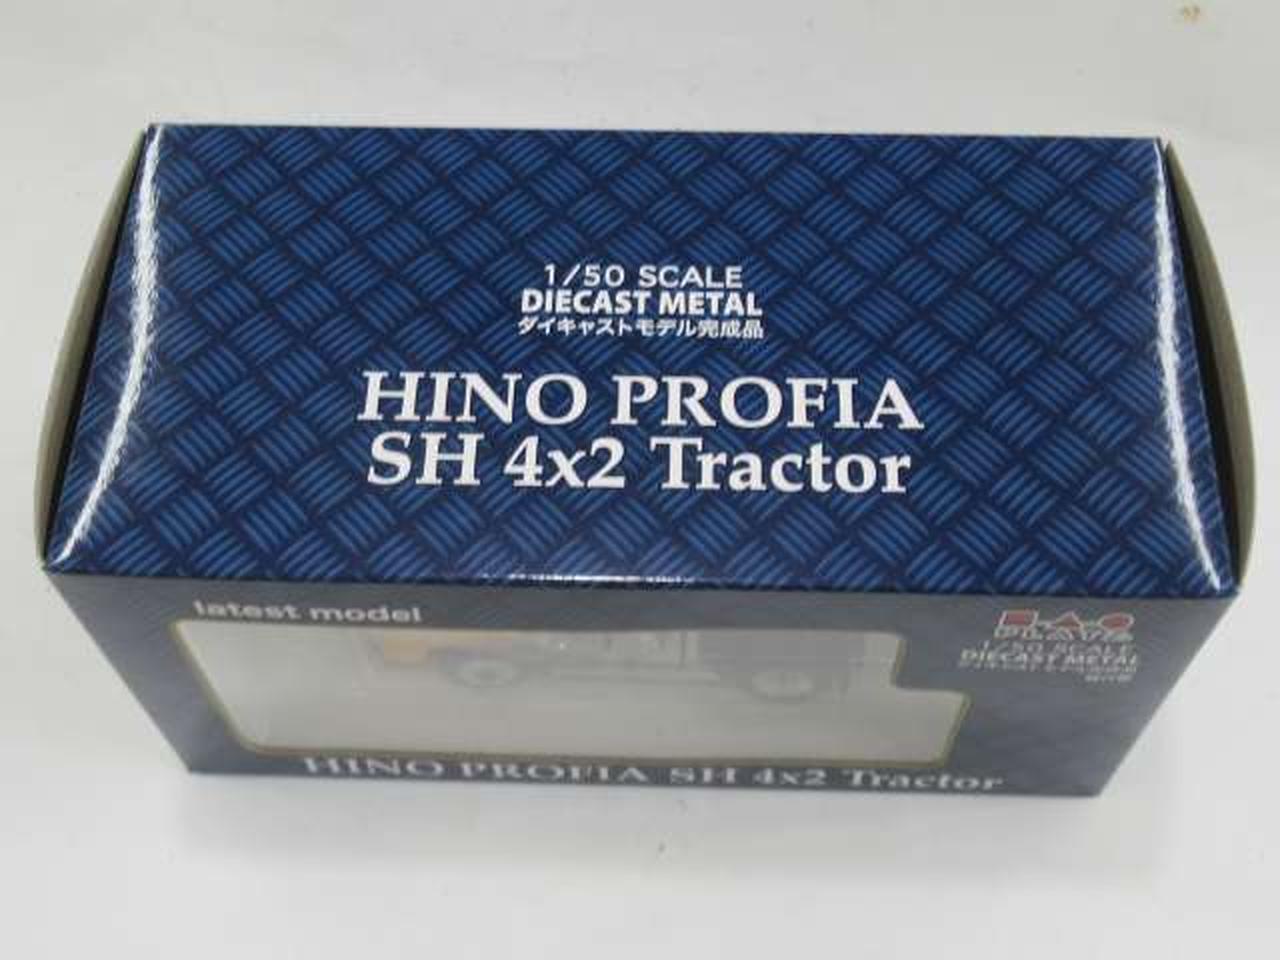 1/50 SCALE
DIECAST METAL
ダイキャストモデル完成品
HINO PROFIA
SH 4x2 Tractor
latest model
1/50 SCALE
DIECAST METAL
HINO PROFIA SH 4x2 Tractor